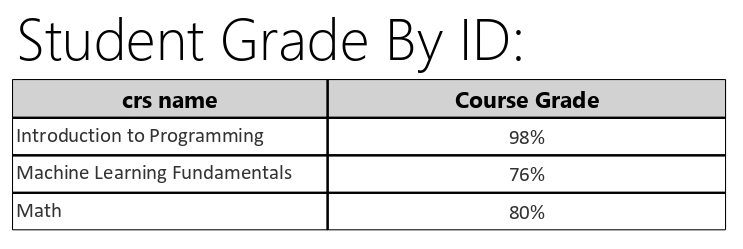 Student Grade By ID:
crs name Course Grade
Introduction to Programming 98%
Machine Learning Fundamentals 76%
Math 80%